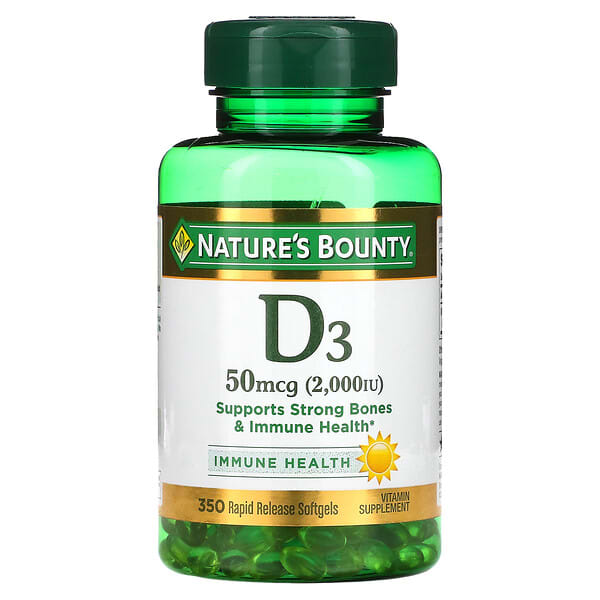 NATURE'S BOUNTY®
D3
50mcg (2,000IU)
Supports Strong Bones
& Immune Health*
IMMUNE HEALTH
350 Rapid Release Softgels
VITAMIN
SUPPLEMENT